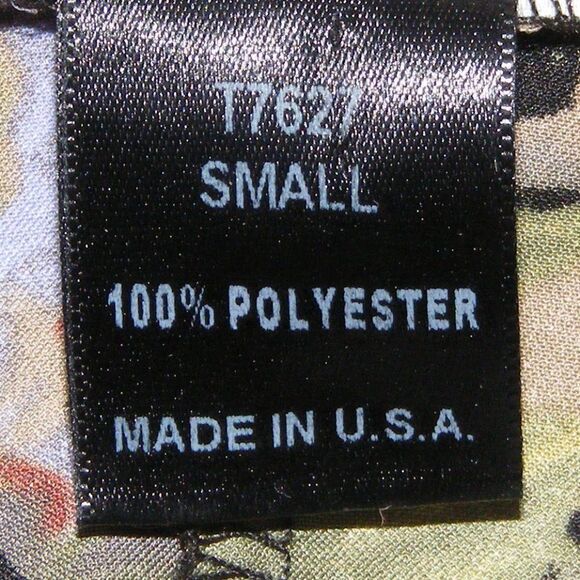 T7627
SMALL
100% POLYESTER
MADE IN U.S.A.